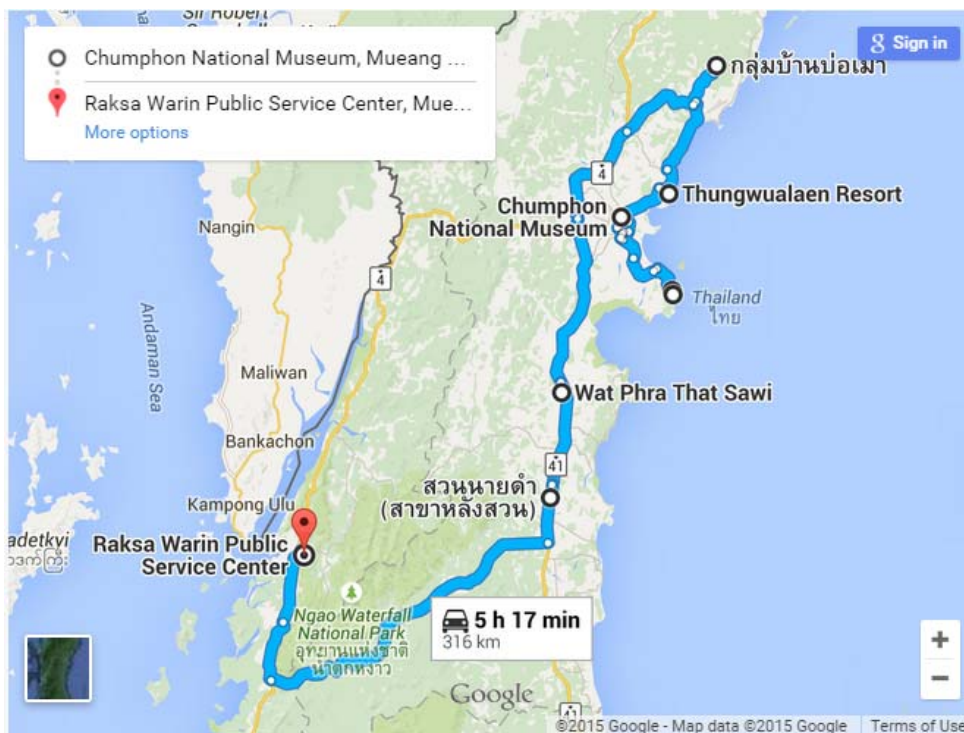 Sir Robert
Chumphon National Museum, Mueang ...
Raksa Warin Public Service Center, Mue...
More options
8 Sign in
กลุ่มบ้านบ่อเมา
4
Thungwualaen Resort
Chumphon
National Museum
Nangin
4
Thailand
ไทย
Andaman Sea
Maliwan
Wat Phra That Sawi
Bankachon
41
สวนนายดำ
(สาขาหลังสวน)
Kampong Ulu
adetkyi
Raksa Warin Public
Service Center
5 h 17 min
316 km
Ngao Waterfall
National Park
อุทยานแห่งชาติ
น้ำตกหงาว
+
−
Google
41
©2015 Google - Map data ©2015 Google
Terms of Use